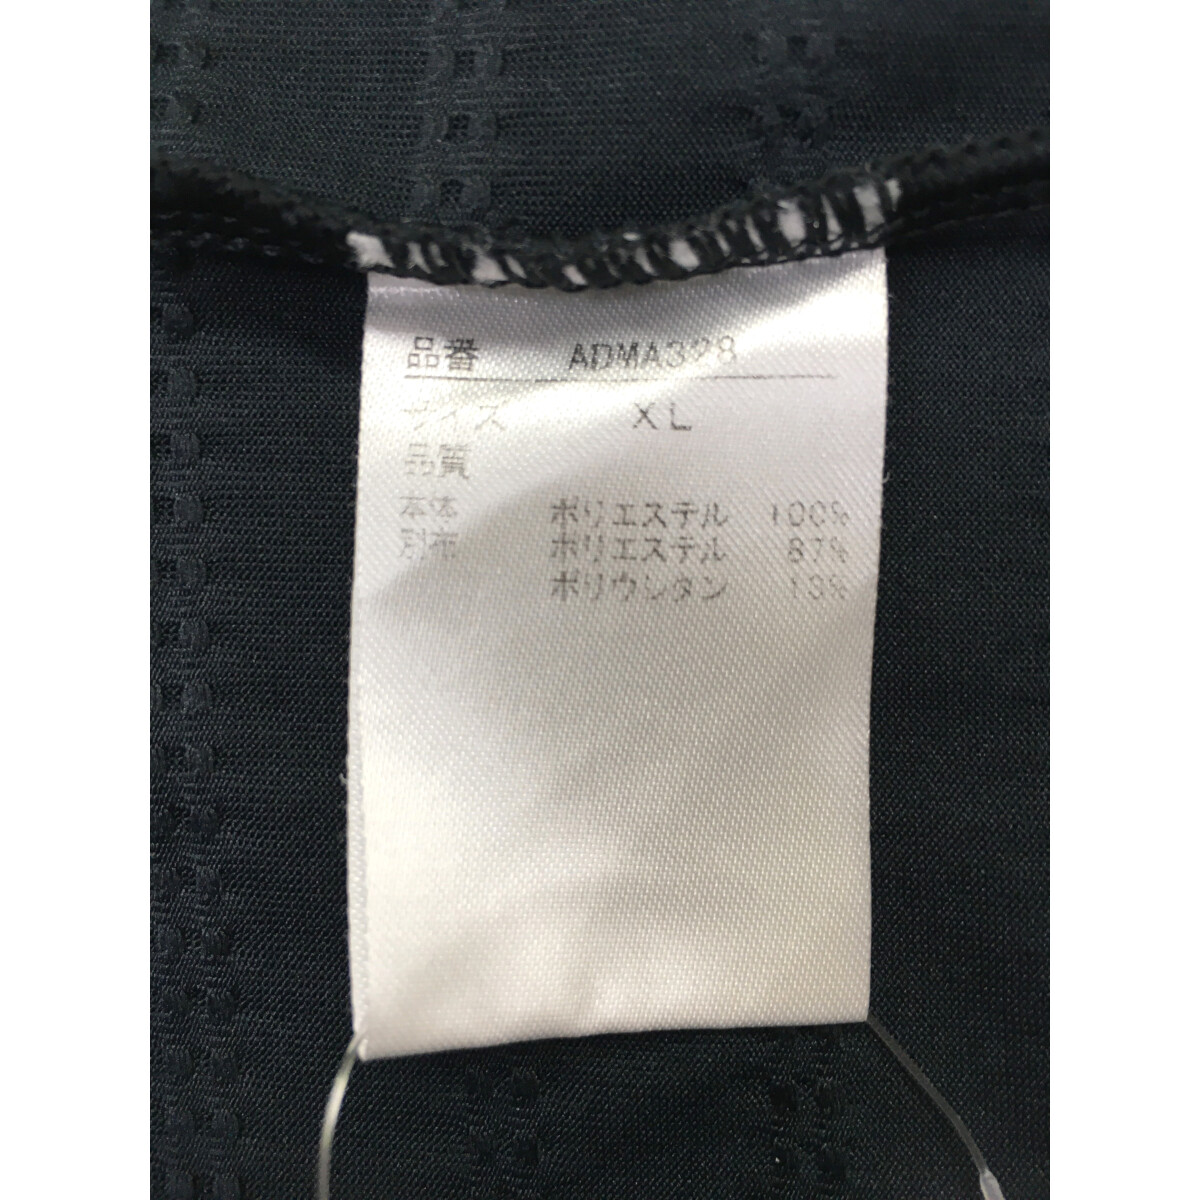 品番 ADMA398
サイズ XL
品質
本体 ポリエステル 100%
別布 ポリエステル 87%
ポリウレタン 13%